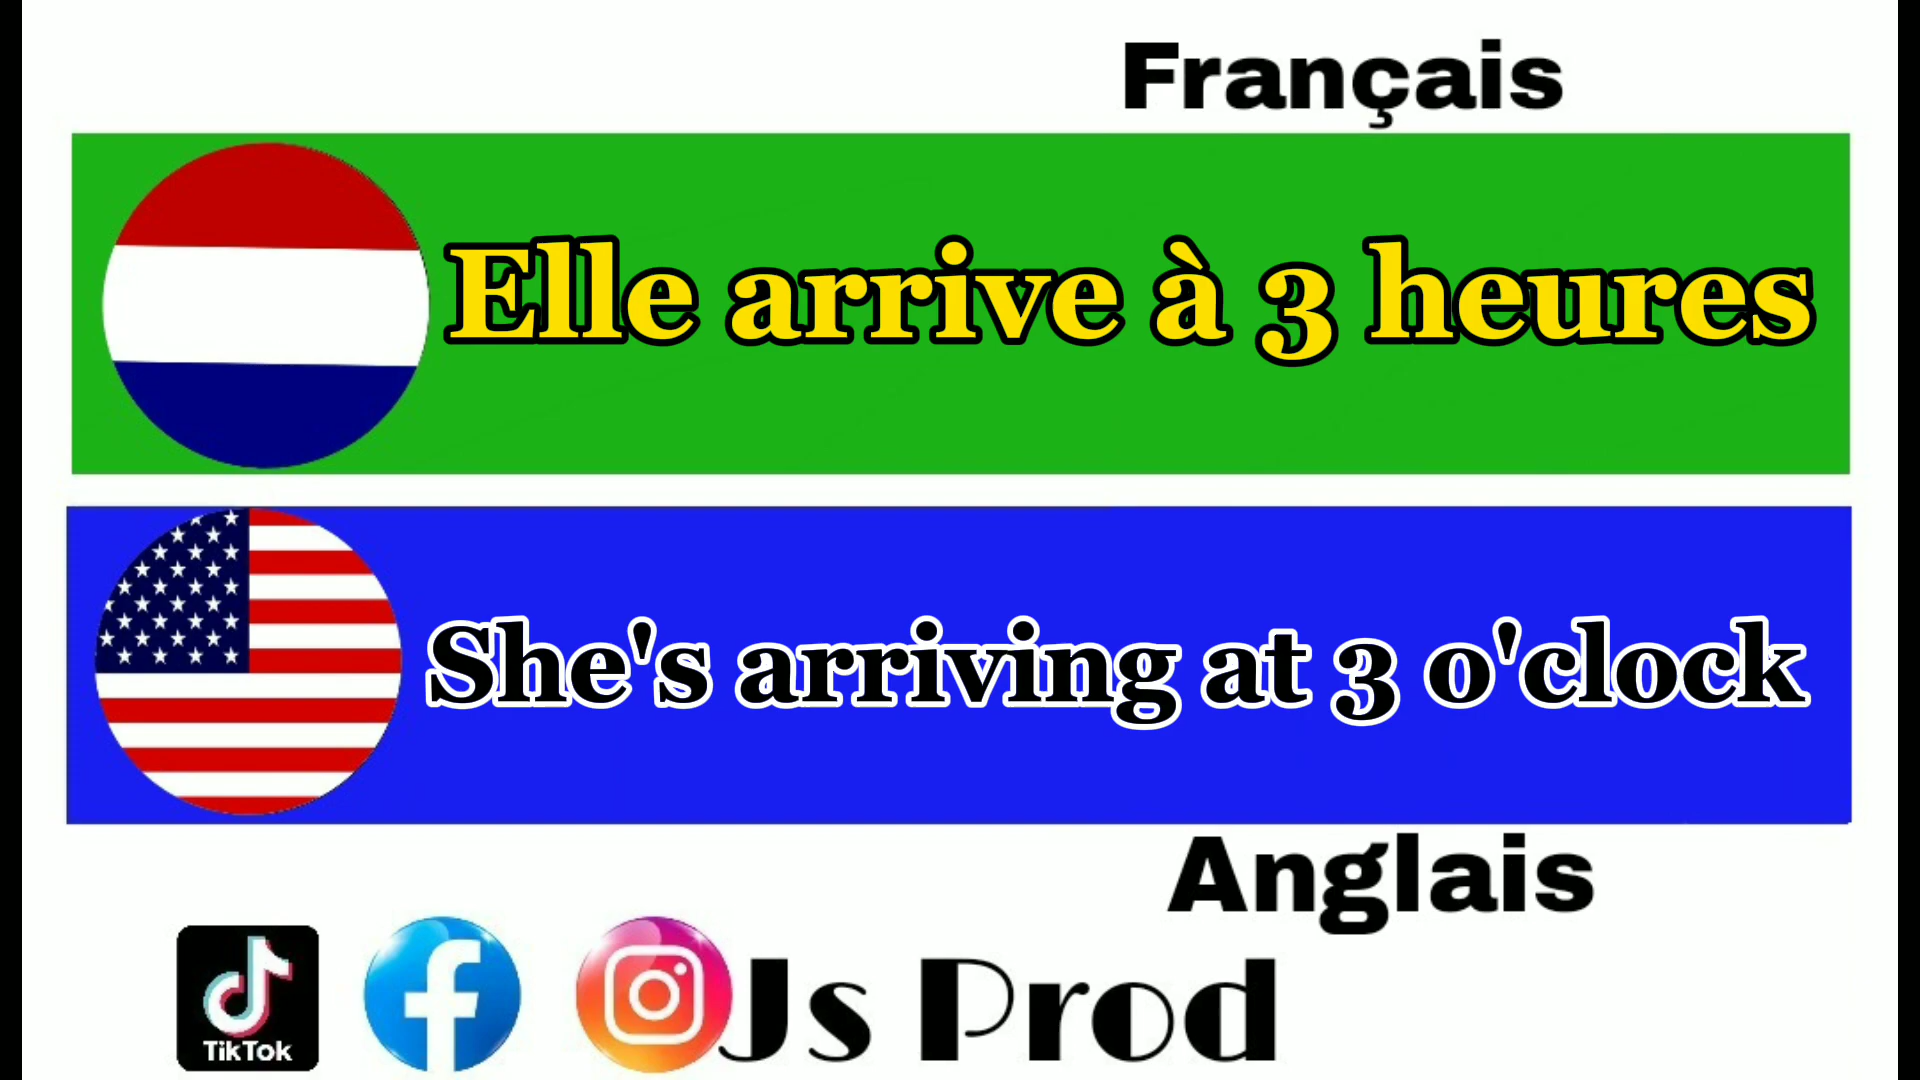 Français
Elle arrive à 3 heures
She's arriving at 3 o'clock
Anglais
TikTok
Js Prod